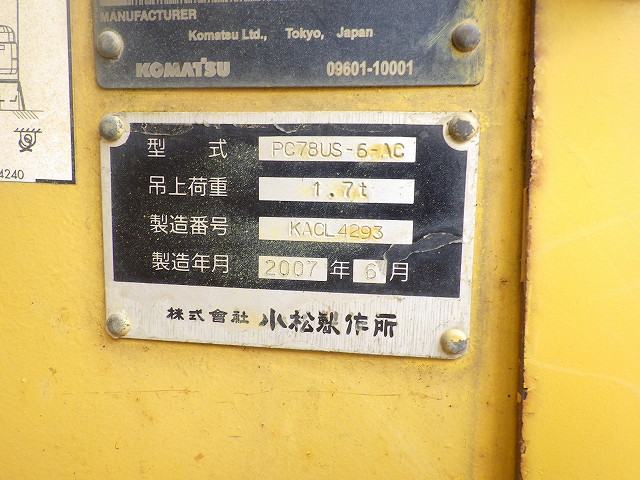 MANUFACTURER
Komatsu Ltd., Tokyo, Japan
KOMATSU 09601-10001
4240
型 式 PC78US-6-AC
吊上荷重 1.7t
製造番号 KACL4293
製造年月 2007 年 6 月
株式會社 小松製作所